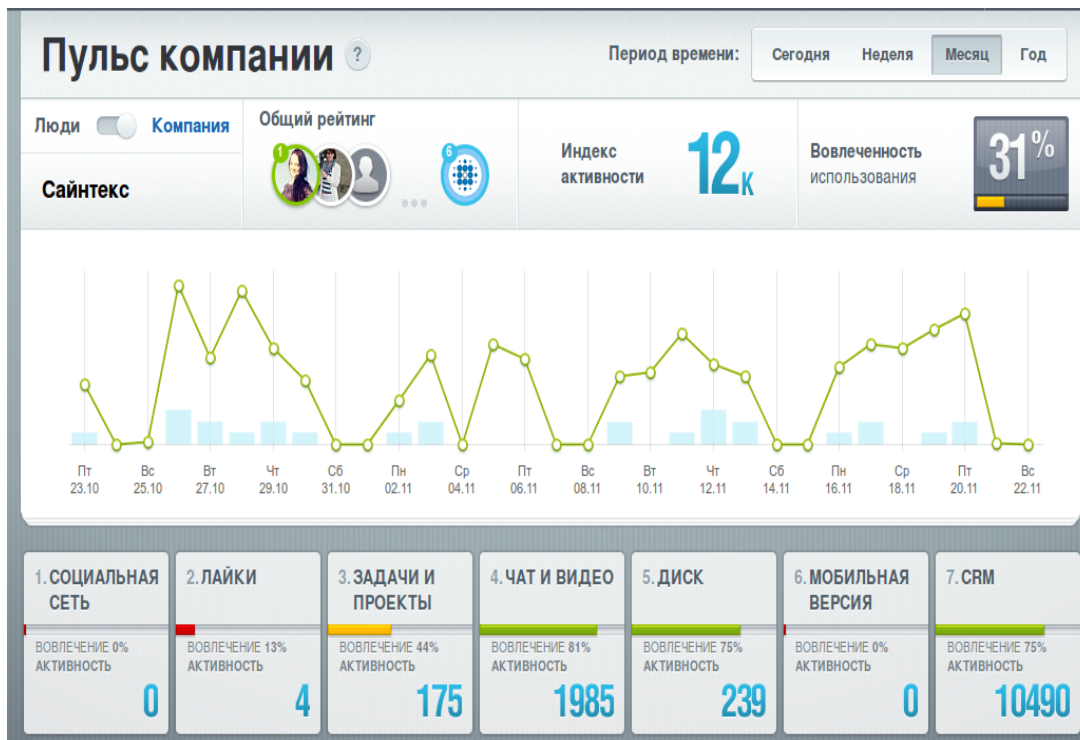 Пульс компании ?
Период времени: Сегодня Неделя Месяц Год
Люди Компания
Сайнтекс
Общий рейтинг
1 6
Индекс
активности
12K
Вовлеченность
использования
31%
Пт Вс Вт Чт Сб Пн Ср Пт Вс Вт Чт Сб Пн Ср Пт Вс
23.10 25.10 27.10 29.10 31.10 02.11 04.11 06.11 08.11 10.11 12.11 14.11 16.11 18.11 20.11 22.11
1. СОЦИАЛЬНАЯ
СЕТЬ
ВОВЛЕЧЕНИЕ 0%
АКТИВНОСТЬ
0
2. ЛАЙКИ
ВОВЛЕЧЕНИЕ 13%
АКТИВНОСТЬ
4
3. ЗАДАЧИ И
ПРОЕКТЫ
ВОВЛЕЧЕНИЕ 44%
АКТИВНОСТЬ
175
4. ЧАТ И ВИДЕО
ВОВЛЕЧЕНИЕ 81%
АКТИВНОСТЬ
1985
5. ДИСК
ВОВЛЕЧЕНИЕ 75%
АКТИВНОСТЬ
239
6. МОБИЛЬНАЯ
ВЕРСИЯ
ВОВЛЕЧЕНИЕ 0%
АКТИВНОСТЬ
0
7. CRM
ВОВЛЕЧЕНИЕ 75%
АКТИВНОСТЬ
10490